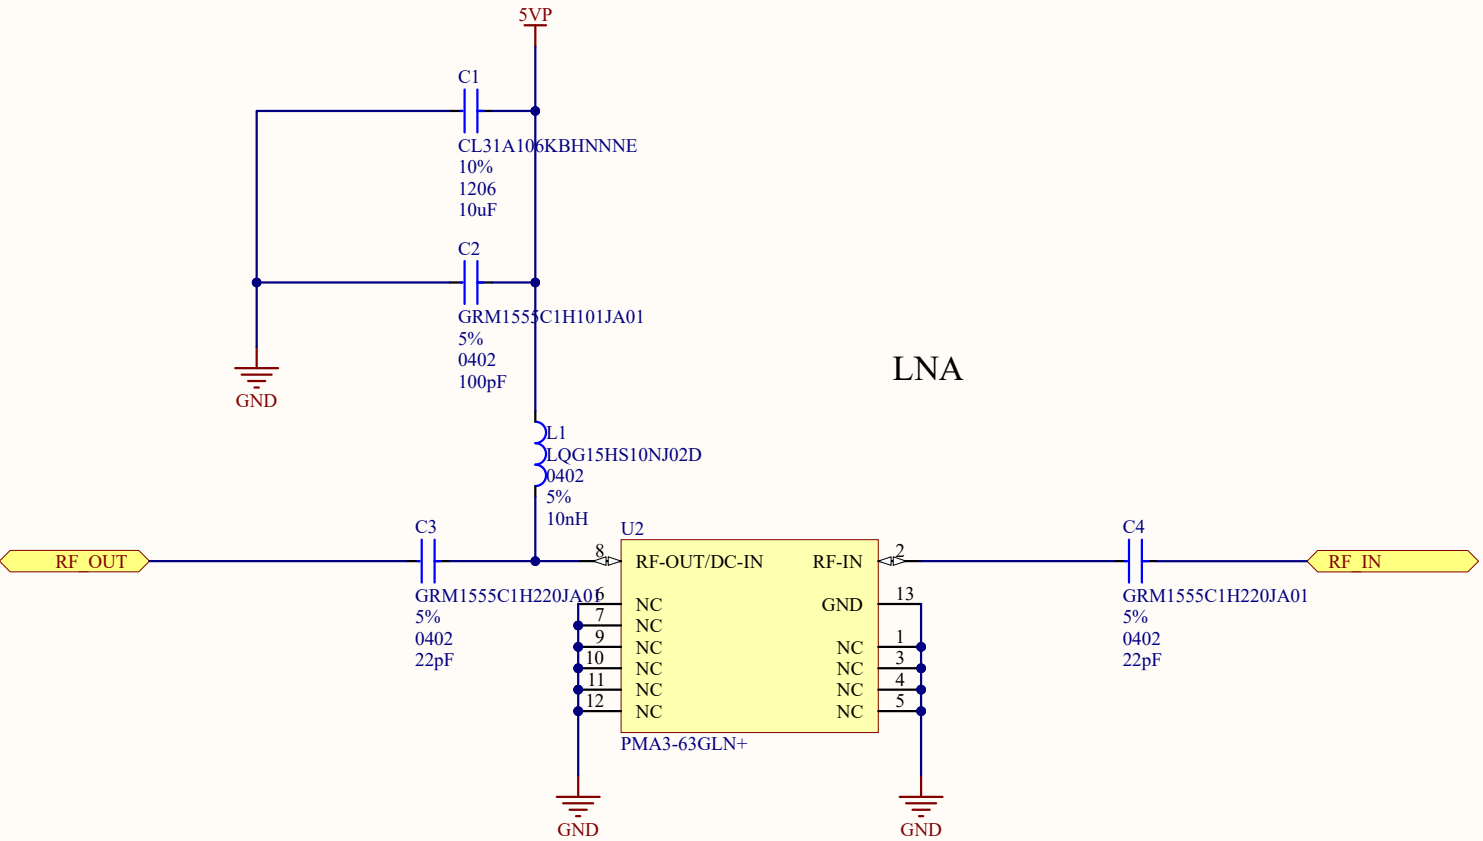 5VP
C1
CL31A106KBHNNNE
10%
1206
10uF
C2
GRM1555C1H101JA01
5%
0402
100pF
GND
LNA
L1
LQG15HS10NJ02D
0402
5%
10nH
RF_OUT
C3
GRM1555C1H220JA01
5%
0402
22pF
U2
8 RF-OUT/DC-IN RF-IN 2
6 NC GND 13
7 NC
9 NC NC 1
10 NC NC 3
11 NC NC 4
12 NC NC 5
PMA3-63GLN+
C4
GRM1555C1H220JA01
5%
0402
22pF
RF_IN
GND
GND